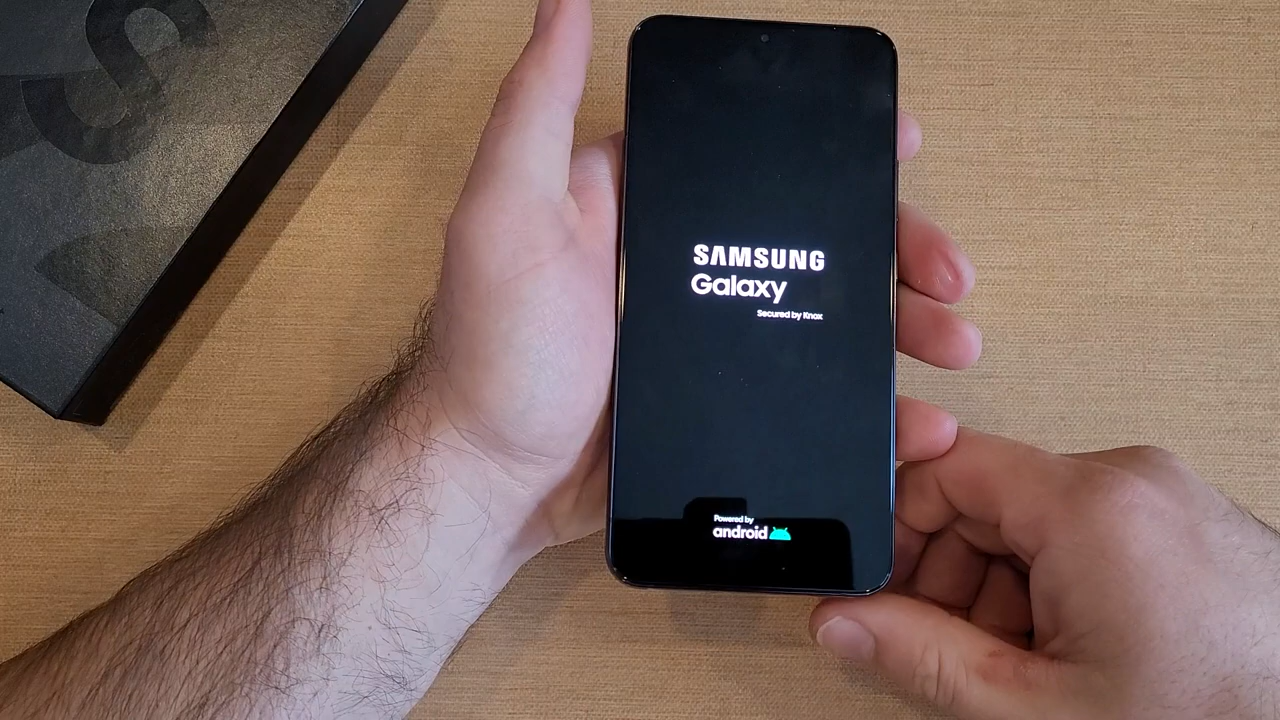 S
SAMSUNG
Galaxy
Secured by Knox
Powered by
android